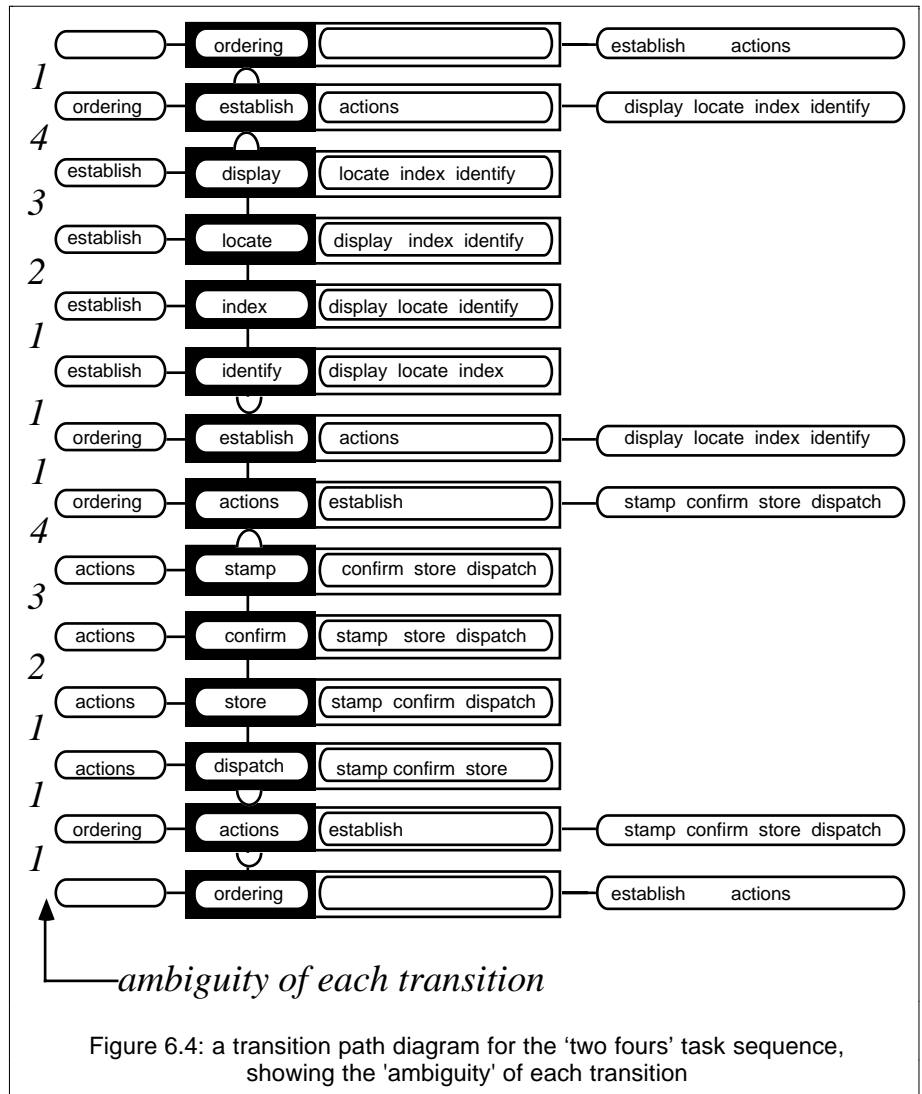 ordering establish actions
1
ordering establish actions display locate index identify
4
establish display locate index identify
3
establish locate display index identify
2
establish index display locate identify
1
establish identify display locate index
1
ordering establish actions display locate index identify
1
ordering actions establish stamp confirm store dispatch
4
actions stamp confirm store dispatch
3
actions confirm stamp store dispatch
2
actions store stamp confirm dispatch
1
actions dispatch stamp confirm store
1
ordering actions establish stamp confirm store dispatch
1
ordering establish actions
ambiguity of each transition
Figure 6.4: a transition path diagram for the ‘two fours’ task sequence,
showing the 'ambiguity' of each transition